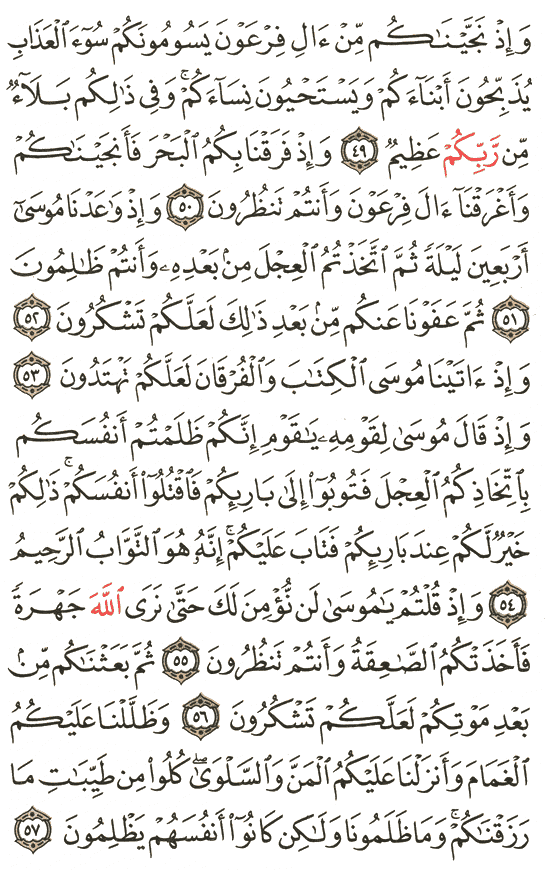 وَإِذْ نَجَّيْنَـٰكُم مِّنْ ءَالِ فِرْعَوْنَ يَسُومُونَكُمْ سُوٓءَ ٱلْعَذَابِ
يُذَبِّحُونَ أَبْنَآءَكُمْ وَيَسْتَحْيُونَ نِسَآءَكُمْ ۚ وَفِى ذَٰلِكُم بَلَآءٌ
مِّن رَّبِّكُمْ عَظِيمٌ ٤٩ وَإِذْ فَرَقْنَا بِكُمُ ٱلْبَحْرَ فَأَنجَيْنَـٰكُمْ
وَأَغْرَقْنَآ ءَالَ فِرْعَوْنَ وَأَنتُمْ تَنظُرُونَ ٥٠ وَإِذْ وَٰعَدْنَا مُوسَىٰٓ
أَرْبَعِينَ لَيْلَةً ثُمَّ ٱتَّخَذْتُمُ ٱلْعِجْلَ مِنۢ بَعْدِهِۦ وَأَنتُمْ ظَـٰلِمُونَ
٥١ ثُمَّ عَفَوْنَا عَنكُم مِّنۢ بَعْدِ ذَٰلِكَ لَعَلَّكُمْ تَشْكُرُونَ ٥٢
وَإِذْ ءَاتَيْنَا مُوسَى ٱلْكِتَـٰبَ وَٱلْفُرْقَانَ لَعَلَّكُمْ تَهْتَدُونَ ٥٣
وَإِذْ قَالَ مُوسَىٰ لِقَوْمِهِۦ يَـٰقَوْمِ إِنَّكُمْ ظَلَمْتُمْ أَنفُسَكُم
بِٱتِّخَاذِكُمُ ٱلْعِجْلَ فَتُوبُوٓا۟ إِلَىٰ بَارِئِكُمْ فَٱقْتُلُوٓا۟ أَنفُسَكُمْ ۚ ذَٰلِكُمْ
خَيْرٌ لَّكُمْ عِندَ بَارِئِكُمْ فَتَابَ عَلَيْكُمْ ۚ إِنَّهُۥ هُوَ ٱلتَّوَّابُ ٱلرَّحِيمُ
٥٤ وَإِذْ قُلْتُمْ يَـٰمُوسَىٰ لَن نُّؤْمِنَ لَكَ حَتَّىٰ نَرَى ٱللَّهَ جَهْرَةً
فَأَخَذَتْكُمُ ٱلصَّـٰعِقَةُ وَأَنتُمْ تَنظُرُونَ ٥٥ ثُمَّ بَعَثْنَـٰكُم مِّنۢ
بَعْدِ مَوْتِكُمْ لَعَلَّكُمْ تَشْكُرُونَ ٥٦ وَظَلَّلْنَا عَلَيْكُمُ
ٱلْغَمَامَ وَأَنزَلْنَا عَلَيْكُمُ ٱلْمَنَّ وَٱلسَّلْوَىٰ ۖ كُلُوا۟ مِن طَيِّبَـٰتِ مَا
رَزَقْنَـٰكُمْ ۚ وَمَا ظَلَمُونَا وَلَـٰكِن كَانُوٓا۟ أَنفُسَهُمْ يَظْلِمُونَ ٥٧